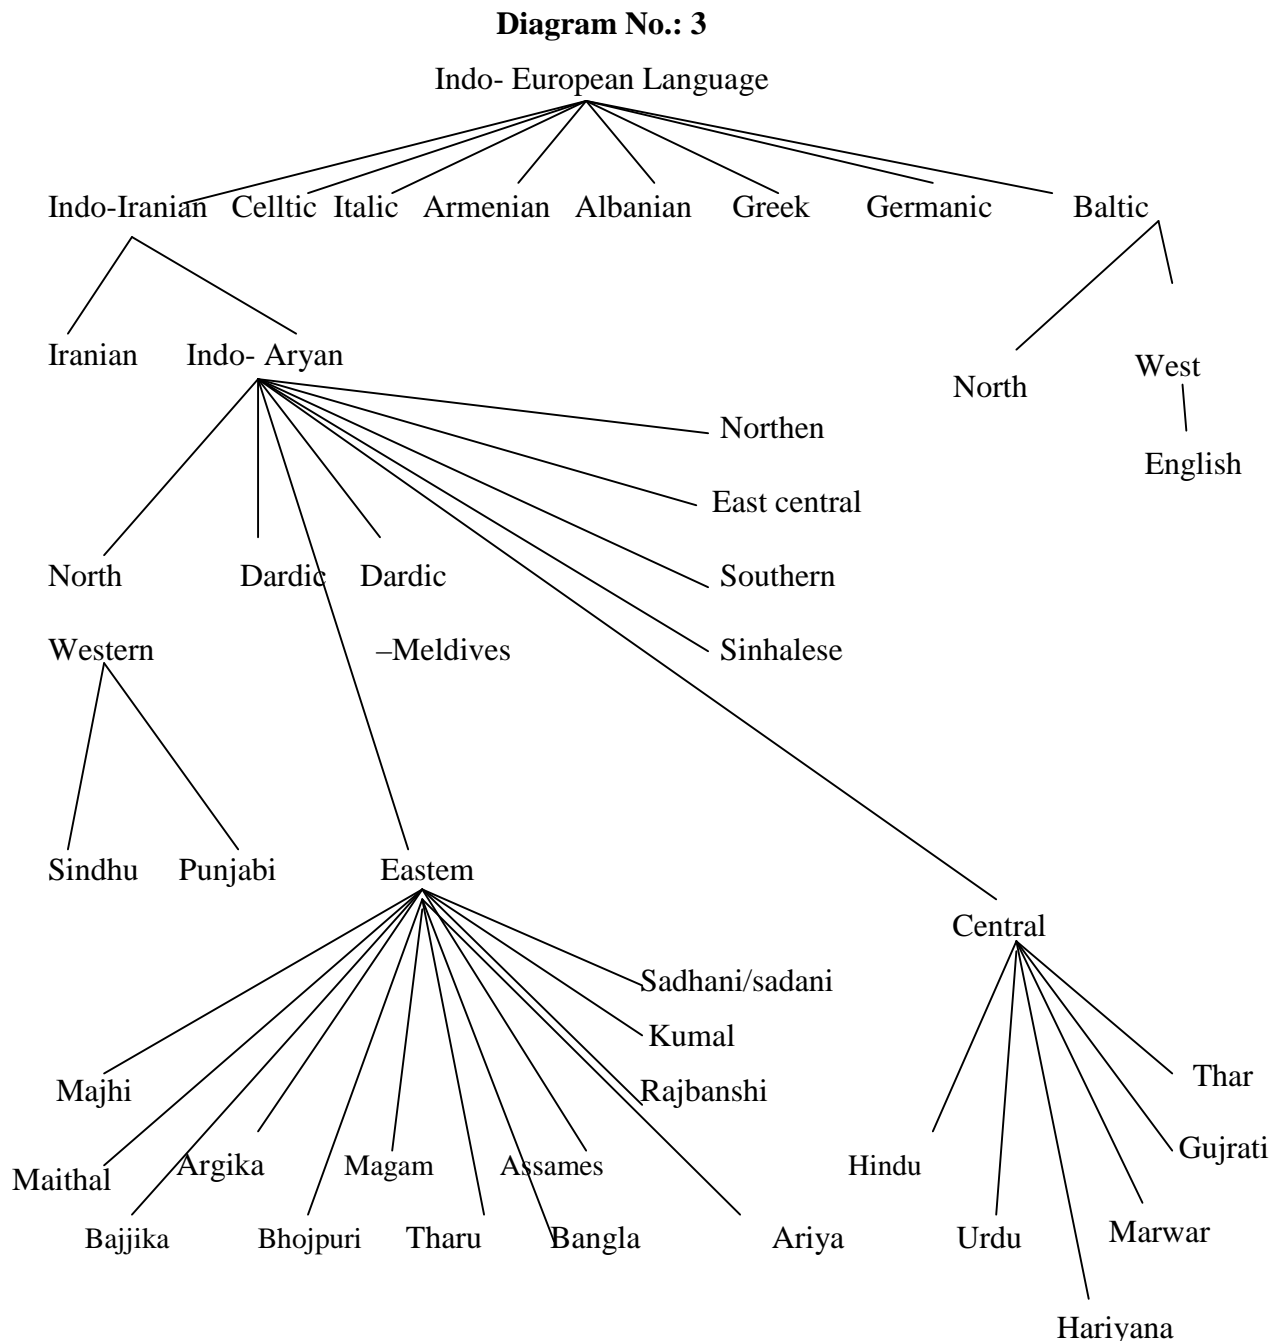 Diagram No.: 3
Indo- European Language
Indo-Iranian Celltic Italic Armenian Albanian Greek Germanic Baltic
Iranian Indo- Aryan
West
North
Northen
English
East central
North Dardic Dardic Southern
Western –Meldives Sinhalese
Sindhu Punjabi Eastem
Central
Sadhani/sadani
Kumal
Thar
Majhi Rajbanshi
Gujrati
Argika Magam Assames Hindu
Maithal
Marwar
Bajjika Bhojpuri Tharu Bangla Ariya Urdu
Hariyana